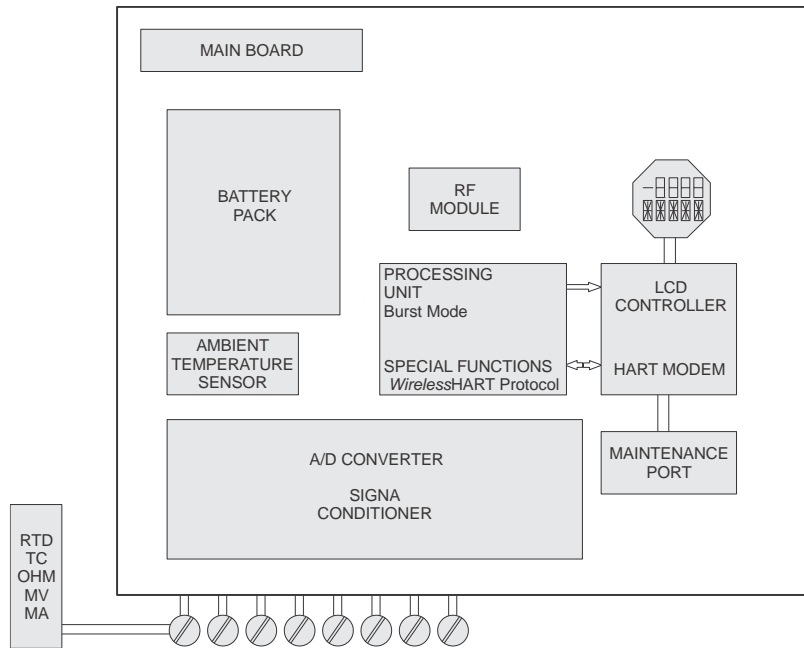 MAIN BOARD
BATTERY
PACK
RF
MODULE
PROCESSING
UNIT
Burst Mode
SPECIAL FUNCTIONS
WirelessHART Protocol
LCD
CONTROLLER
HART MODEM
AMBIENT
TEMPERATURE
SENSOR
A/D CONVERTER
SIGNA
CONDITIONER
MAINTENANCE
PORT
RTD
TC
OHM
MV
MA